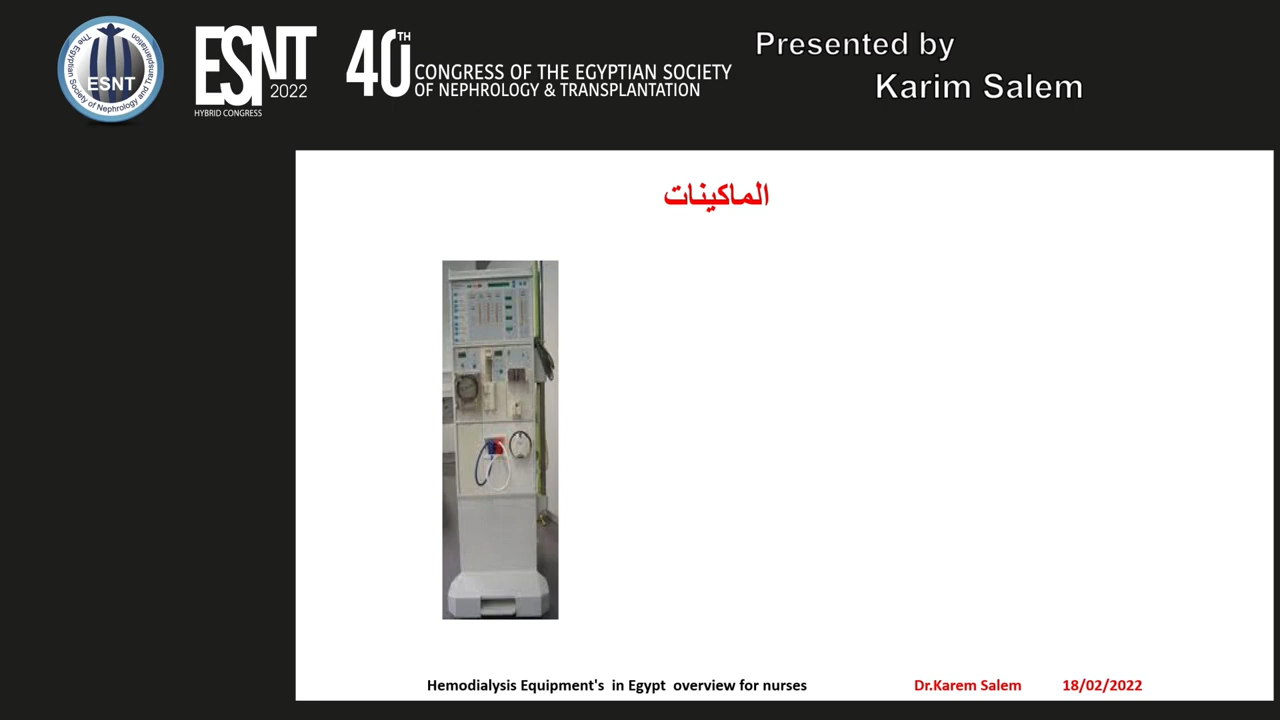 The Egyptian Society of Nephrology and Transplantation
ESNT
ESNT
2022
HYBRID CONGRESS
40TH
CONGRESS OF THE EGYPTIAN SOCIETY
OF NEPHROLOGY & TRANSPLANTATION
Presented by
Karim Salem
الماكينات
Hemodialysis Equipment's in Egypt overview for nurses
Dr.Karem Salem
18/02/2022